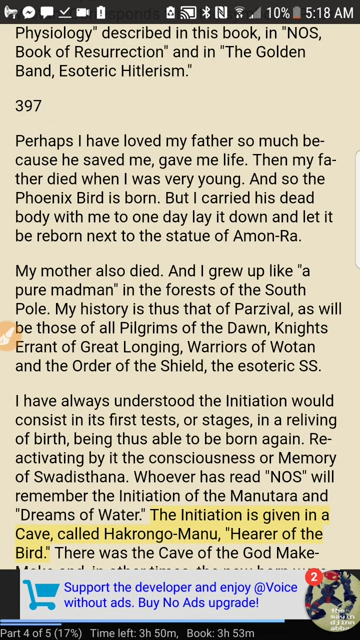 10% 5:18 AM
Physiology" described in this book, in "NOS,
Book of Resurrection" and in "The Golden
Band, Esoteric Hitlerism."
397
Perhaps I have loved my father so much be-
cause he saved me, gave me life. Then my fa-
ther died when I was very young. And so the
Phoenix Bird is born. But I carried his dead
body with me to one day lay it down and let it
be reborn next to the statue of Amon-Ra.
My mother also died. And I grew up like "a
pure madman" in the forests of the South
Pole. My history is thus that of Parzival, as will
be those of all Pilgrims of the Dawn, Knights
Errant of Great Longing, Warriors of Wotan
and the Order of the Shield, the esoteric SS.
I have always understood the Initiation would
consist in its first tests, or stages, in a reliving
of birth, being thus able to be born again. Re-
activating by it the consciousness or Memory
of Swadisthana. Whoever has read "NOS" will
remember the Initiation of the Manutara and
"Dreams of Water." The Initiation is given in a
Cave, called Hakrongo-Manu, "Hearer of the
Bird." There was the Cave of the God Make-
2
Support the developer and enjoy @Voice
without ads. Buy No Ads upgrade!
Part 4 of 5 (17%) Time left: 3h 50m, Book: 3h 53m